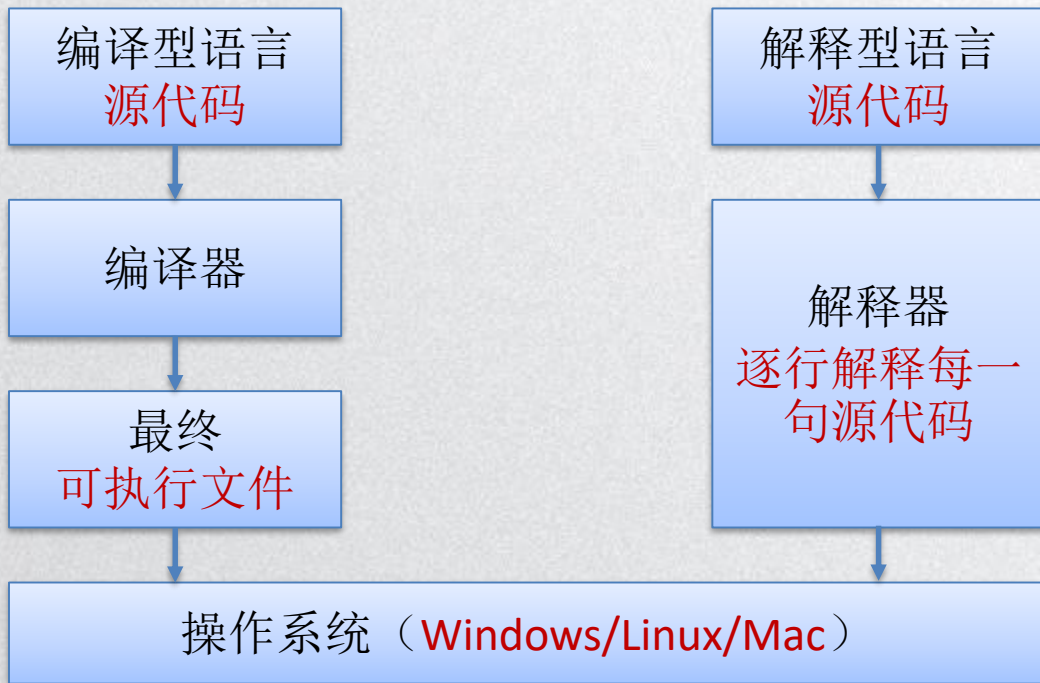 编译型语言
源代码
编译器
最终
可执行文件
解释型语言
源代码
解释器
逐行解释每一
句源代码
操作系统（Windows/Linux/Mac）